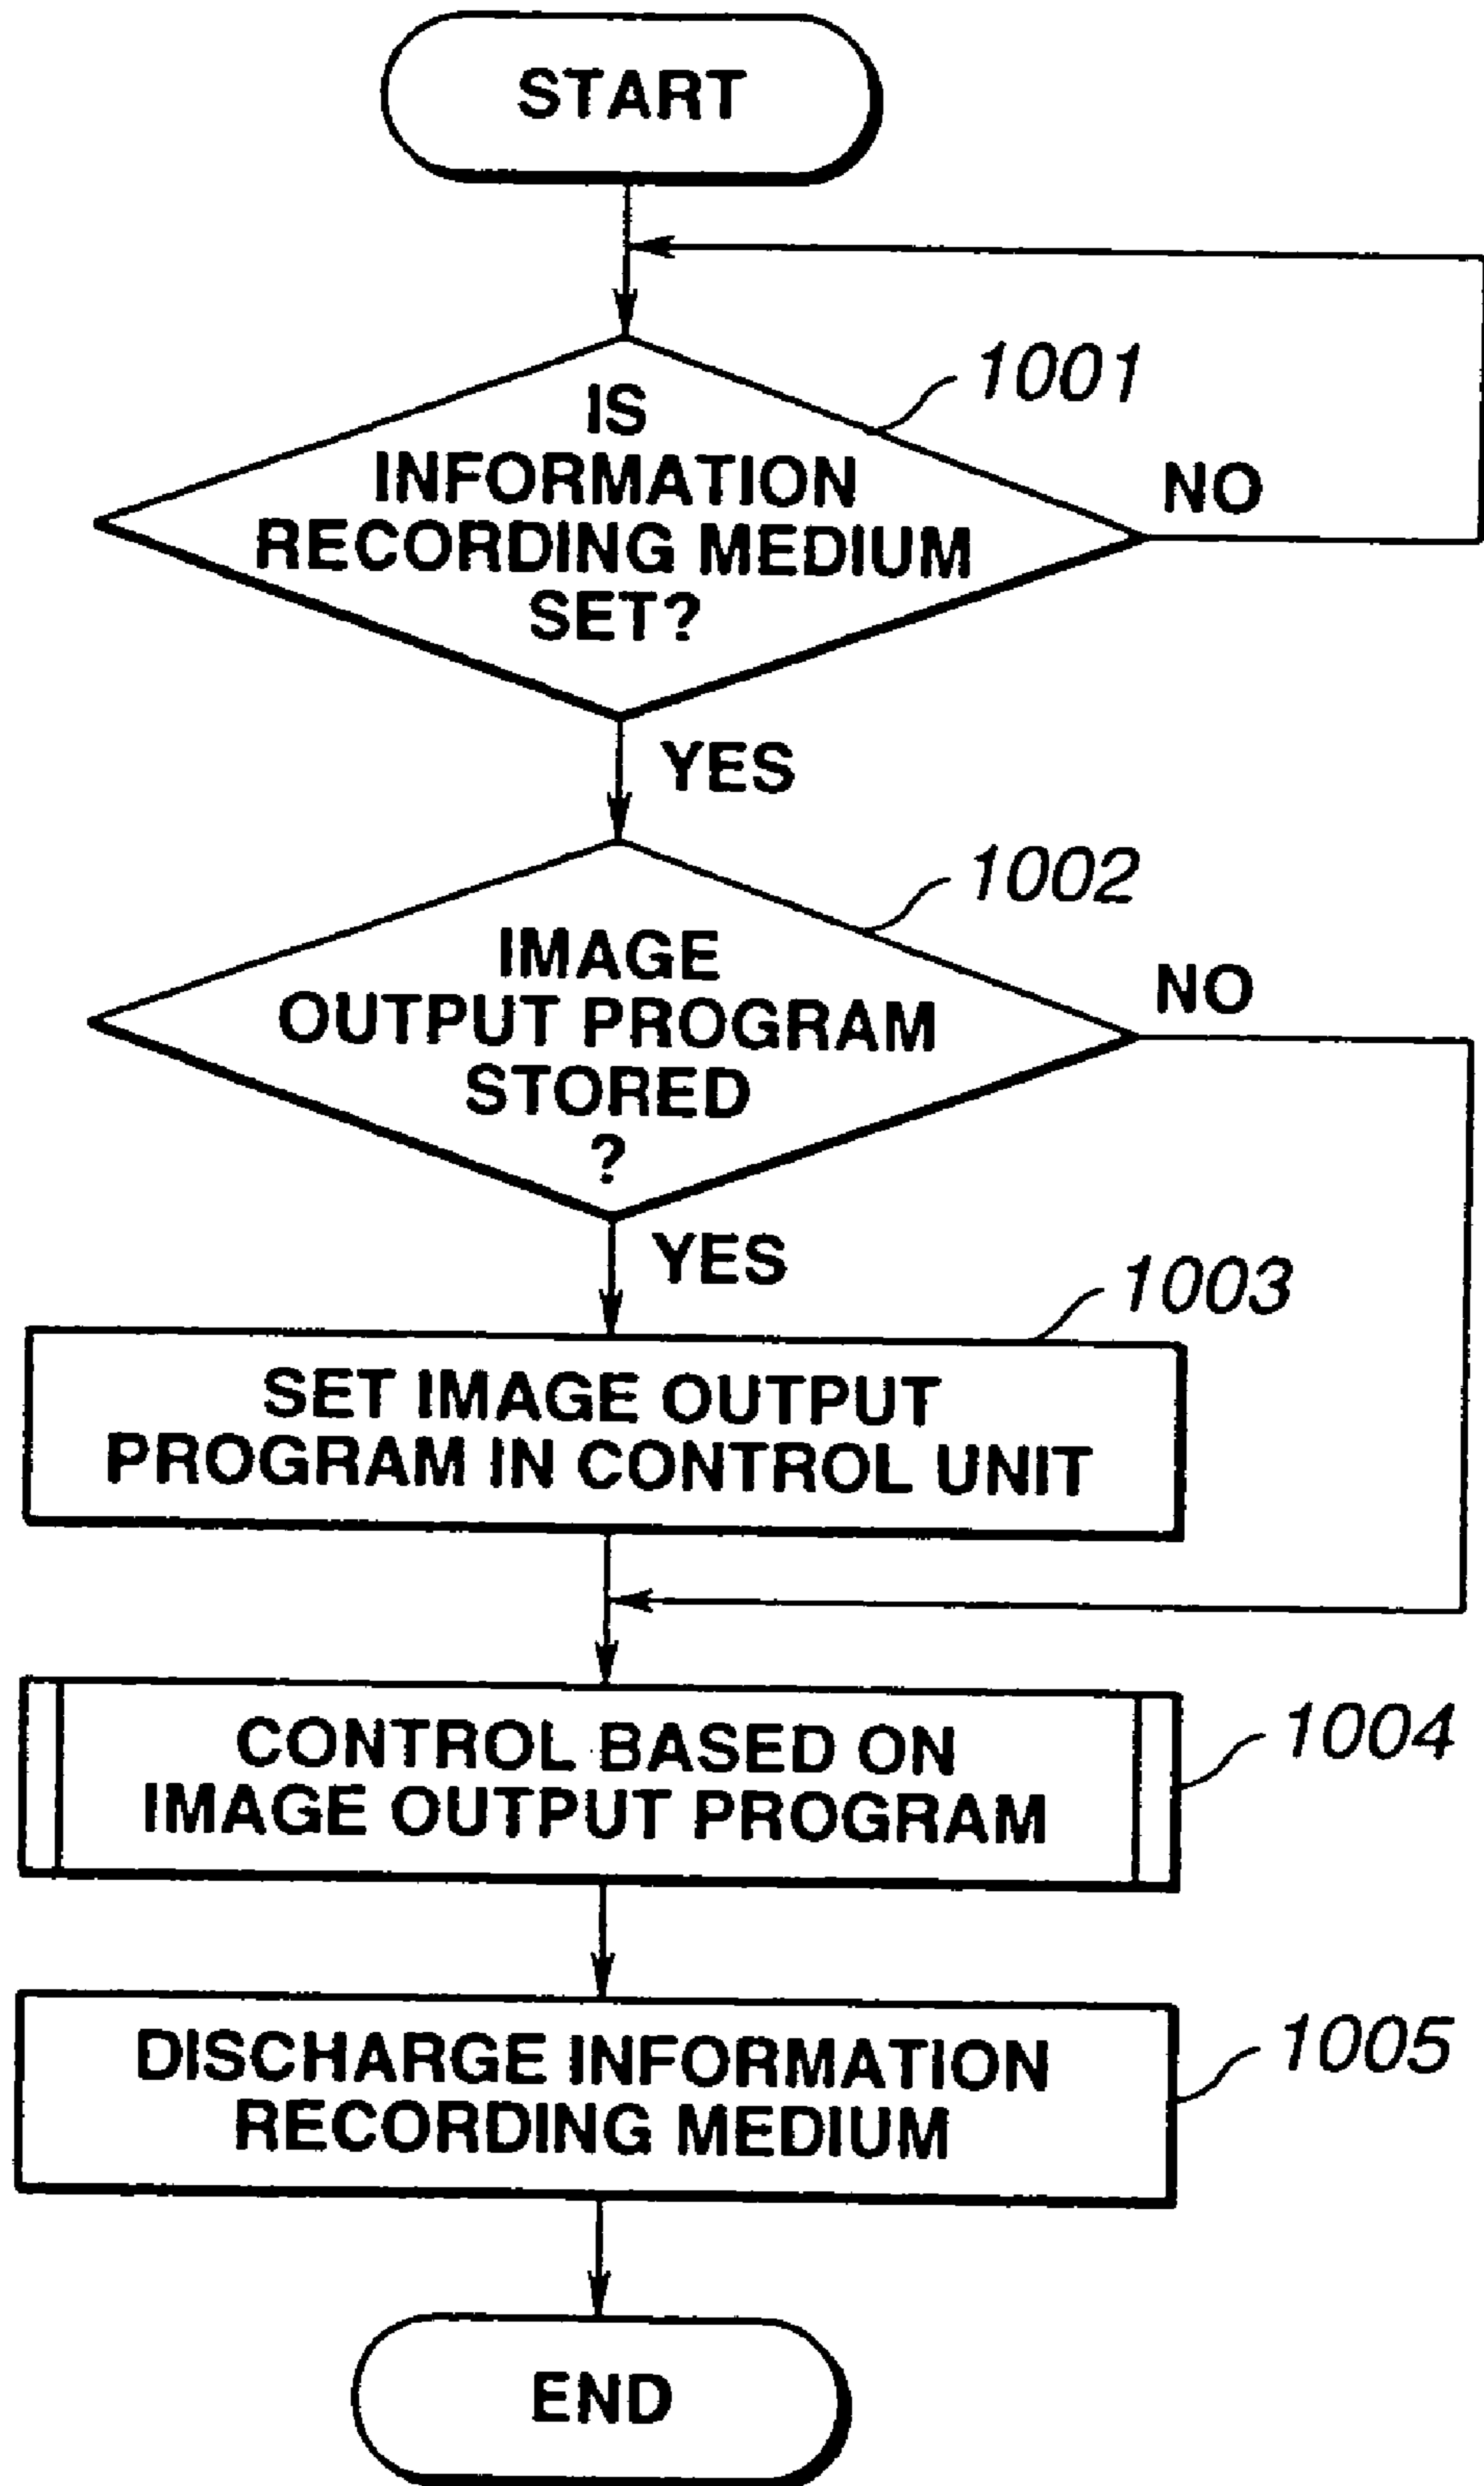 START
1001
IS
INFORMATION
RECORDING MEDIUM
SET?
NO
YES
1002
IMAGE
OUTPUT PROGRAM
STORED
?
NO
YES
1003
SET IMAGE OUTPUT
PROGRAM IN CONTROL UNIT
CONTROL BASED ON
IMAGE OUTPUT PROGRAM
1004
DISCHARGE INFORMATION
RECORDING MEDIUM
1005
END